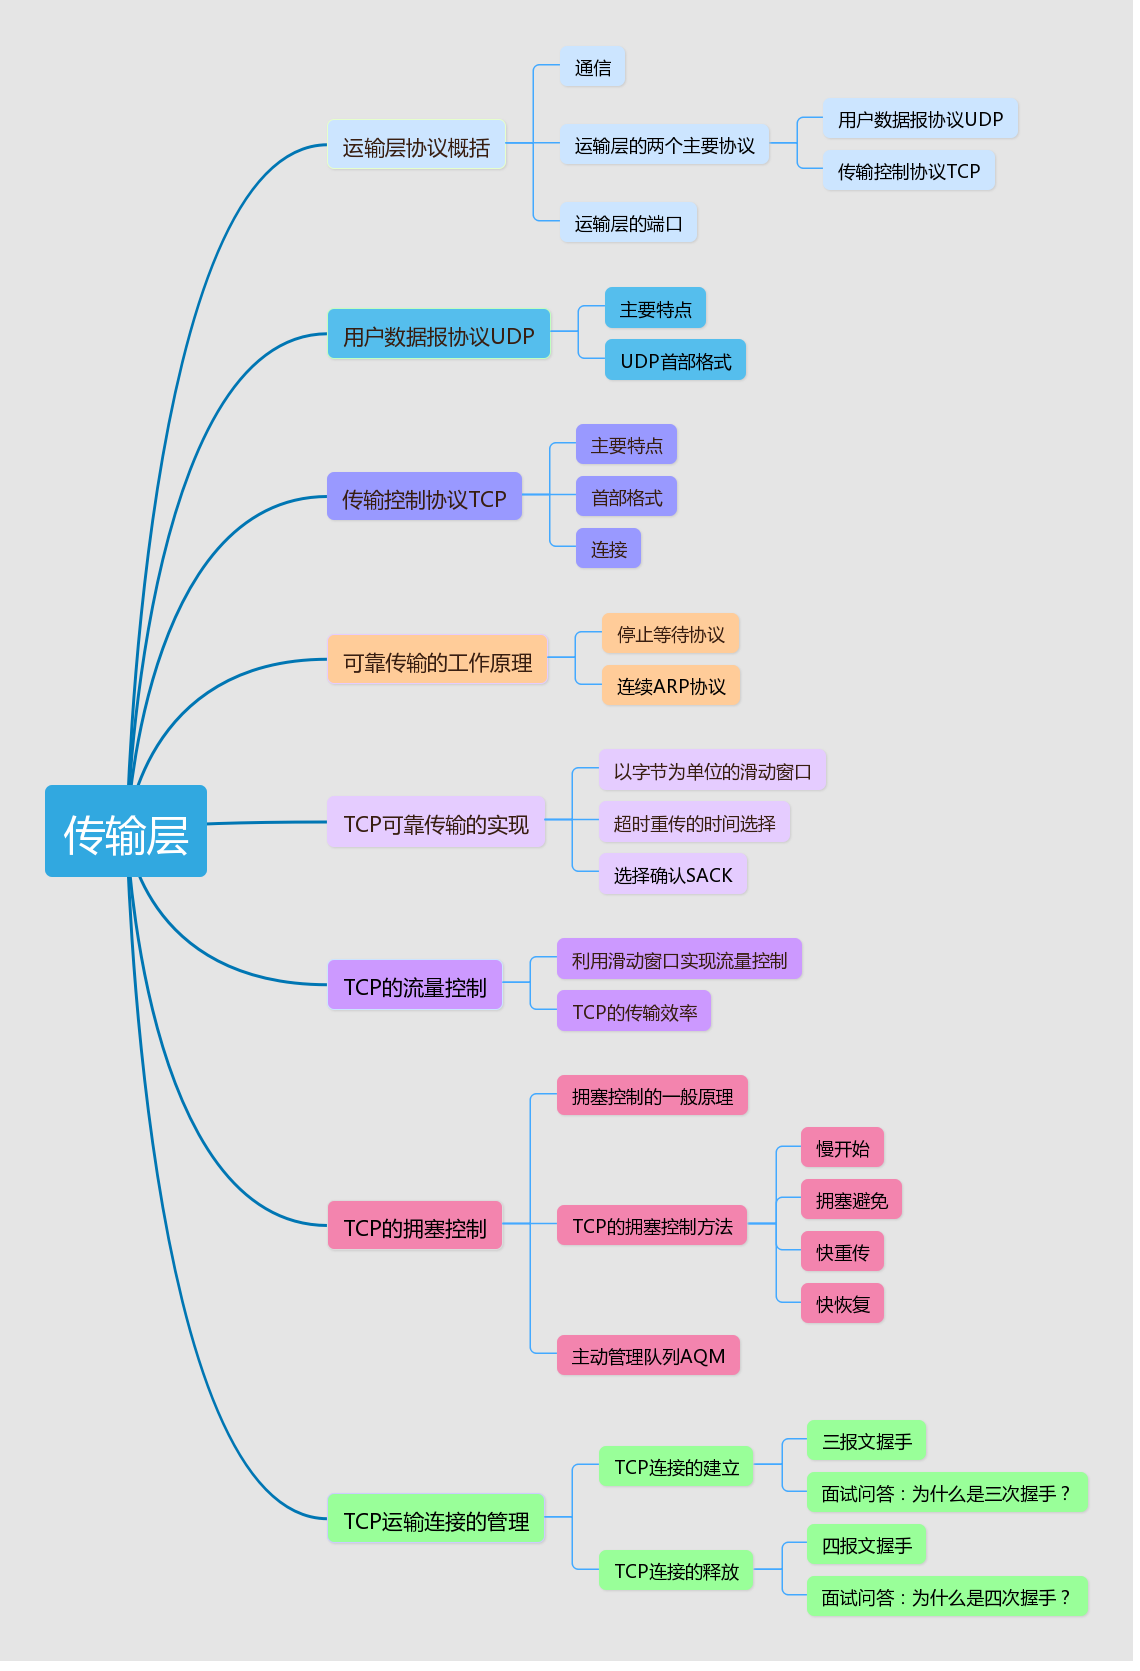 传输层
运输层协议概括
通信
运输层的两个主要协议
用户数据报协议UDP
传输控制协议TCP
运输层的端口
用户数据报协议UDP
主要特点
UDP首部格式
传输控制协议TCP
主要特点
首部格式
连接
可靠传输的工作原理
停止等待协议
连续ARP协议
TCP可靠传输的实现
以字节为单位的滑动窗口
超时重传的时间选择
选择确认SACK
TCP的流量控制
利用滑动窗口实现流量控制
TCP的传输效率
TCP的拥塞控制
拥塞控制的一般原理
TCP的拥塞控制方法
慢开始
拥塞避免
快重传
快恢复
主动管理队列AQM
TCP运输连接的管理
TCP连接的建立
三报文握手
面试问答：为什么是三次握手？
TCP连接的释放
四报文握手
面试问答：为什么是四次握手？